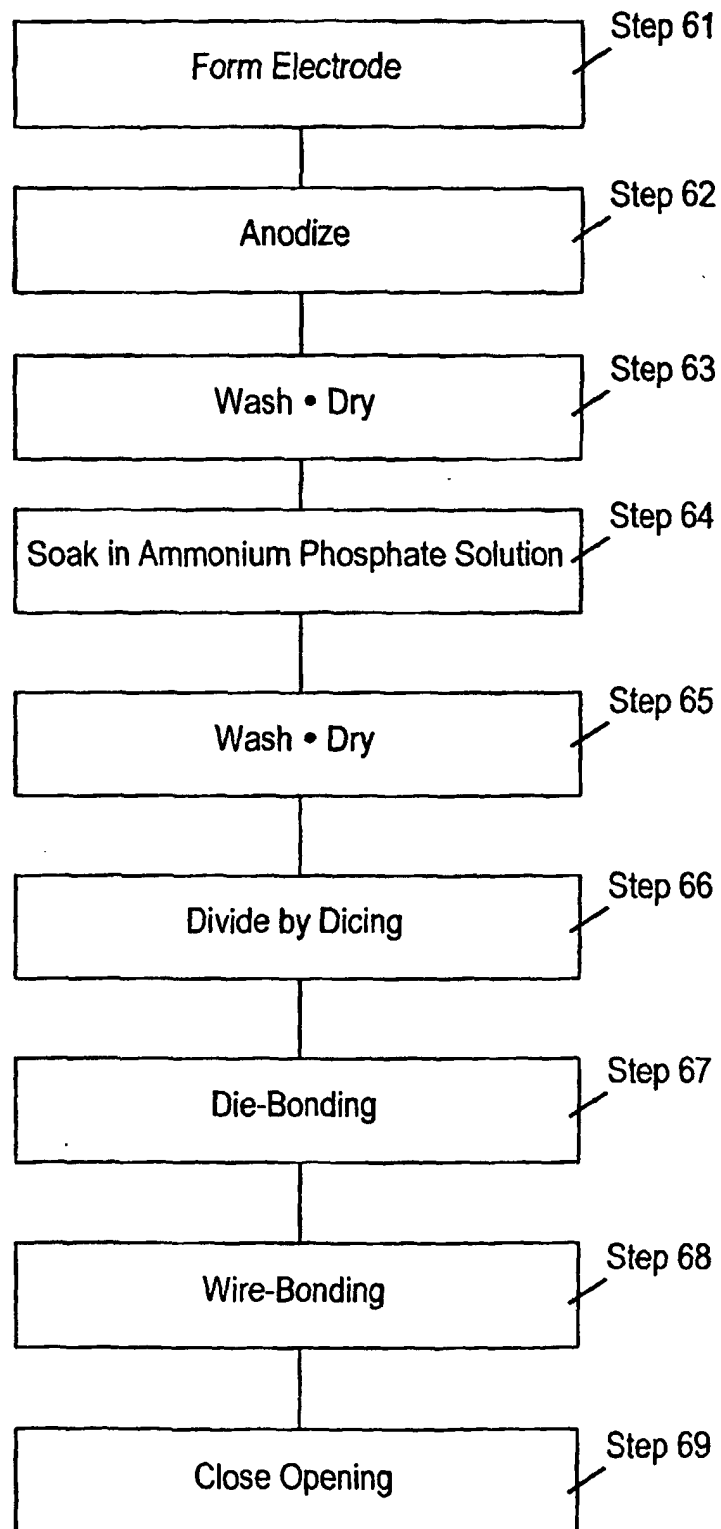 Step 61
Form Electrode
Step 62
Anodize
Step 63
Wash • Dry
Step 64
Soak in Ammonium Phosphate Solution
Step 65
Wash • Dry
Step 66
Divide by Dicing
Step 67
Die-Bonding
Step 68
Wire-Bonding
Step 69
Close Opening